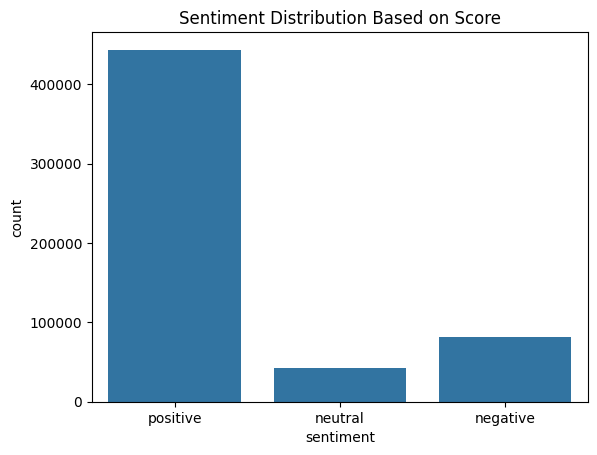 Sentiment Distribution Based on Score
400000
300000
200000
100000
0
count
positive neutral negative
sentiment